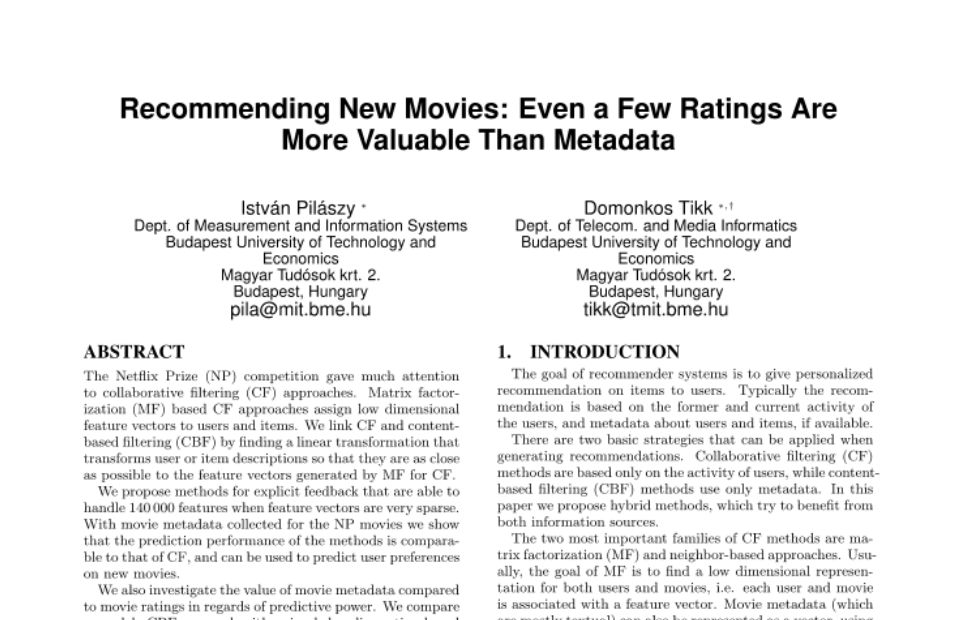 Recommending New Movies: Even a Few Ratings Are
More Valuable Than Metadata
István Pilászy *
Dept. of Measurement and Information Systems
Budapest University of Technology and
Economics
Magyar Tudósok krt. 2.
Budapest, Hungary
pila@mit.bme.hu
Domonkos Tikk *,†
Dept. of Telecom. and Media Informatics
Budapest University of Technology and
Economics
Magyar Tudósok krt. 2.
Budapest, Hungary
tikk@tmit.bme.hu
ABSTRACT
The Netflix Prize (NP) competition gave much attention
to collaborative filtering (CF) approaches. Matrix factor-
ization (MF) based CF approaches assign low dimensional
feature vectors to users and items. We link CF and content-
based filtering (CBF) by finding a linear transformation that
transforms user or item descriptions so that they are as close
as possible to the feature vectors generated by MF for CF.
We propose methods for explicit feedback that are able to
handle 140 000 features when feature vectors are very sparse.
With movie metadata collected for the NP movies we show
that the prediction performance of the methods is compara-
ble to that of CF, and can be used to predict user preferences
on new movies.
We also investigate the value of movie metadata compared
to movie ratings in regards of predictive power. We compare
1. INTRODUCTION
The goal of recommender systems is to give personalized
recommendation on items to users. Typically the recom-
mendation is based on the former and current activity of
the users, and metadata about users and items, if available.
There are two basic strategies that can be applied when
generating recommendations. Collaborative filtering (CF)
methods are based only on the activity of users, while content-
based filtering (CBF) methods use only metadata. In this
paper we propose hybrid methods, which try to benefit from
both information sources.
The two most important families of CF methods are ma-
trix factorization (MF) and neighbor-based approaches. Usu-
ally, the goal of MF is to find a low dimensional represen-
tation for both users and movies, i.e. each user and movie
is associated with a feature vector. Movie metadata (which